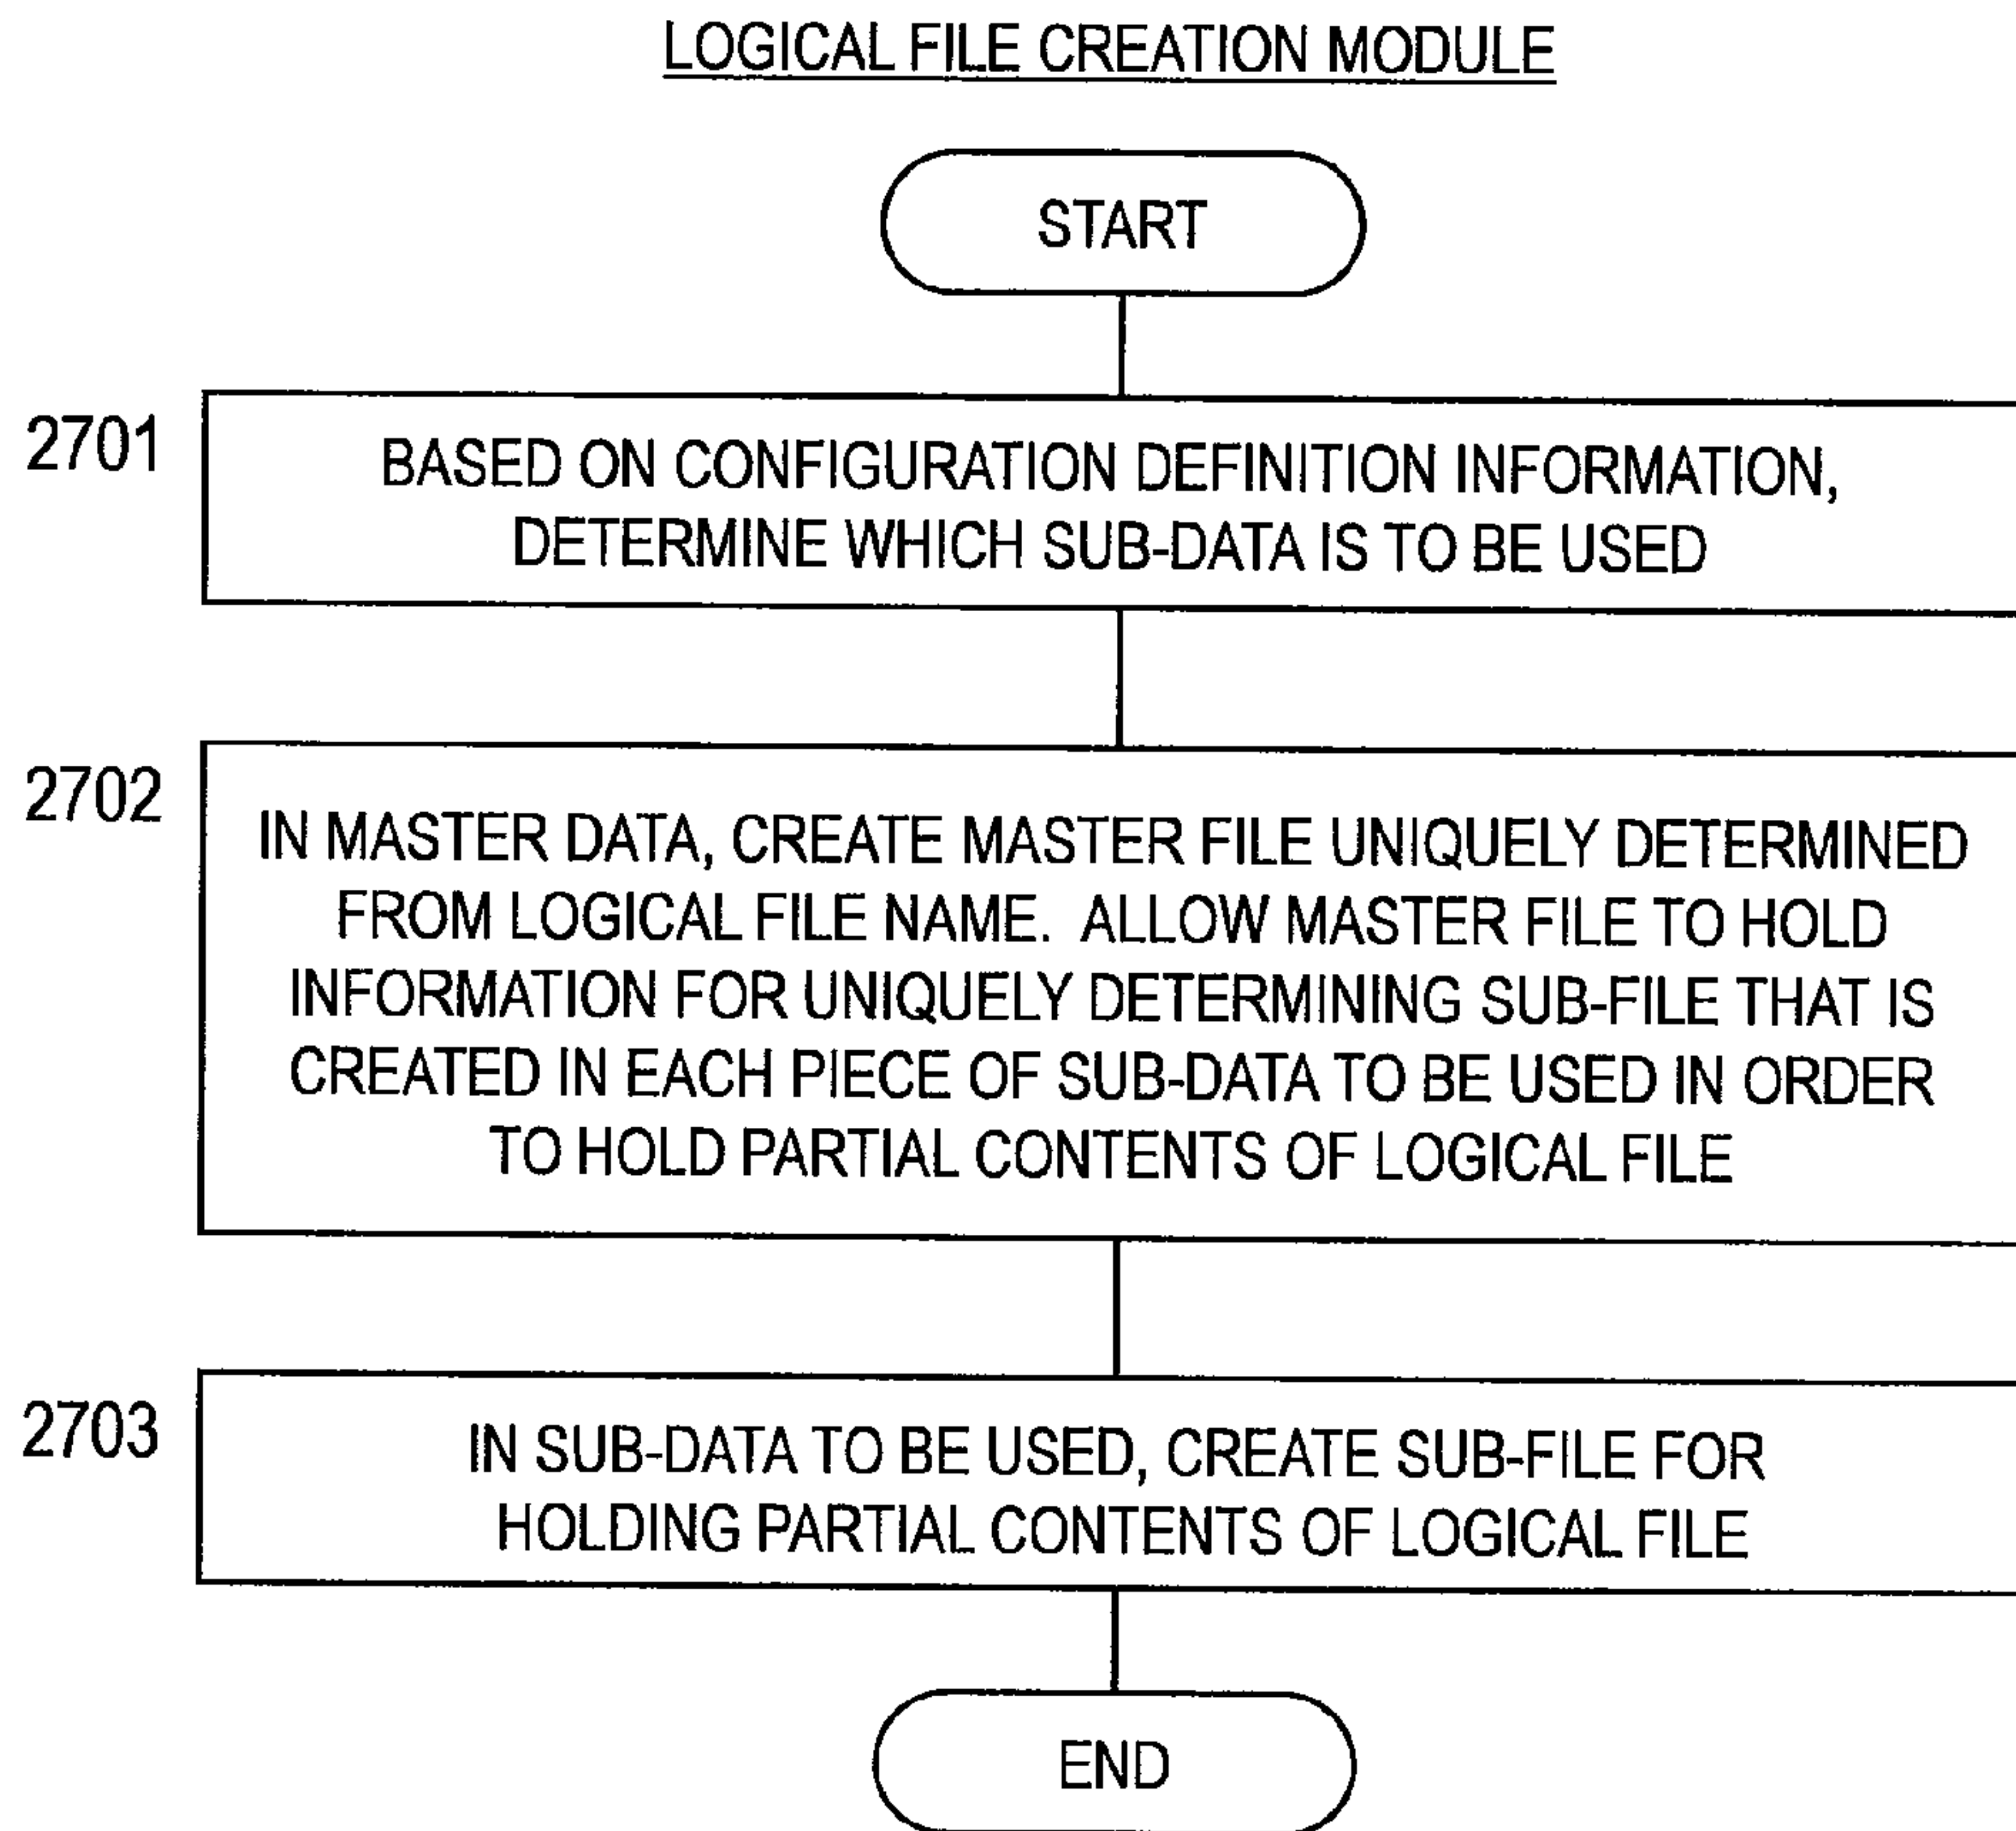 LOGICAL FILE CREATION MODULE
START
2701
BASED ON CONFIGURATION DEFINITION INFORMATION,
DETERMINE WHICH SUB-DATA IS TO BE USED
2702
IN MASTER DATA, CREATE MASTER FILE UNIQUELY DETERMINED
FROM LOGICAL FILE NAME. ALLOW MASTER FILE TO HOLD
INFORMATION FOR UNIQUELY DETERMINING SUB-FILE THAT IS
CREATED IN EACH PIECE OF SUB-DATA TO BE USED IN ORDER
TO HOLD PARTIAL CONTENTS OF LOGICAL FILE
2703
IN SUB-DATA TO BE USED, CREATE SUB-FILE FOR
HOLDING PARTIAL CONTENTS OF LOGICAL FILE
END